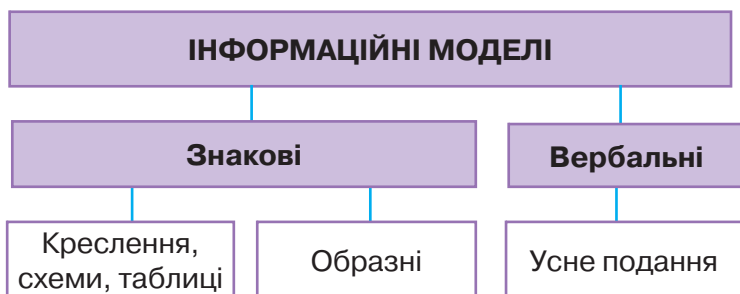 ІНФОРМАЦІЙНІ МОДЕЛІ
Знакові
Вербальні
Креслення,
схеми, таблиці
Образні
Усне подання